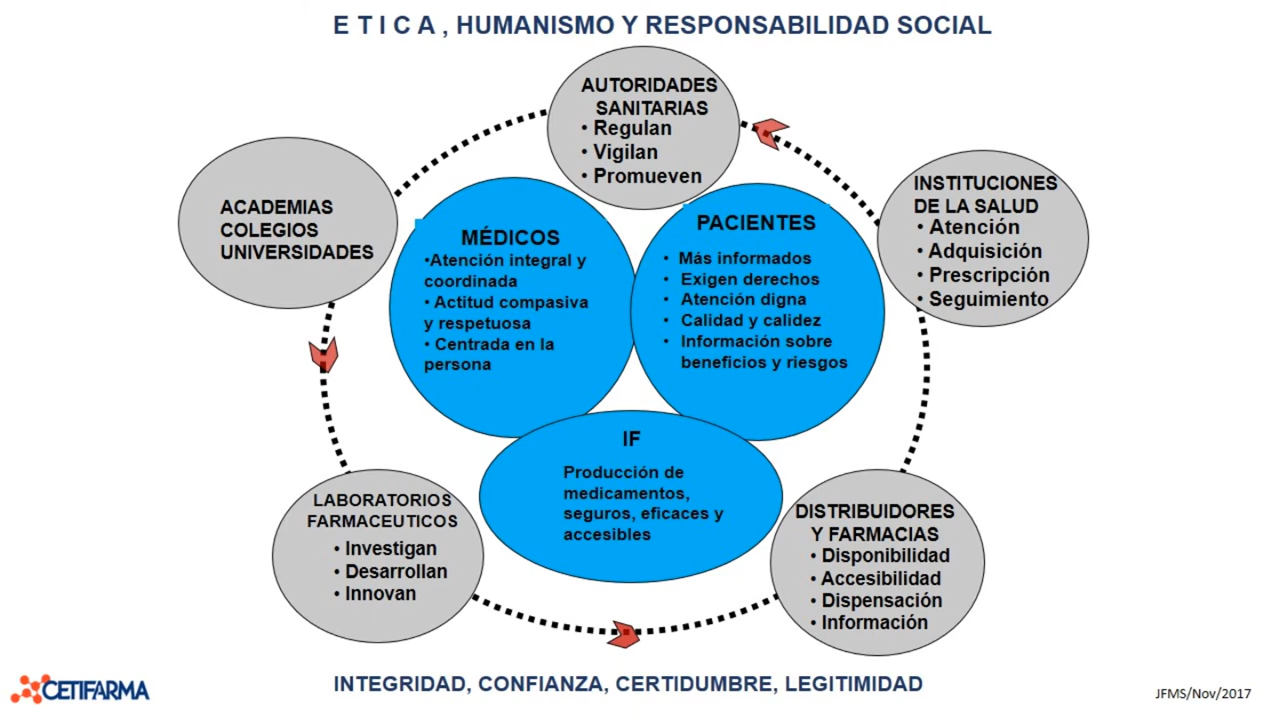 E T I C A , HUMANISMO Y RESPONSABILIDAD SOCIAL
AUTORIDADES
SANITARIAS
• Regulan
• Vigilan
• Promueven
ACADEMIAS
COLEGIOS
UNIVERSIDADES
INSTITUCIONES
DE LA SALUD
• Atención
• Adquisición
• Prescripción
• Seguimiento
MÉDICOS
•Atención integral y
coordinada
• Actitud compasiva
y respetuosa
• Centrada en la
persona
PACIENTES
• Más informados
• Exigen derechos
• Atención digna
• Calidad y calidez
• Información sobre
beneficios y riesgos
IF
Producción de
medicamentos,
seguros, eficaces y
accesibles
LABORATORIOS
FARMACEUTICOS
• Investigan
• Desarrollan
• Innovan
DISTRIBUIDORES
Y FARMACIAS
• Disponibilidad
• Accesibilidad
• Dispensación
• Información
INTEGRIDAD, CONFIANZA, CERTIDUMBRE, LEGITIMIDAD
CETIFARMA
JFMS/Nov/2017